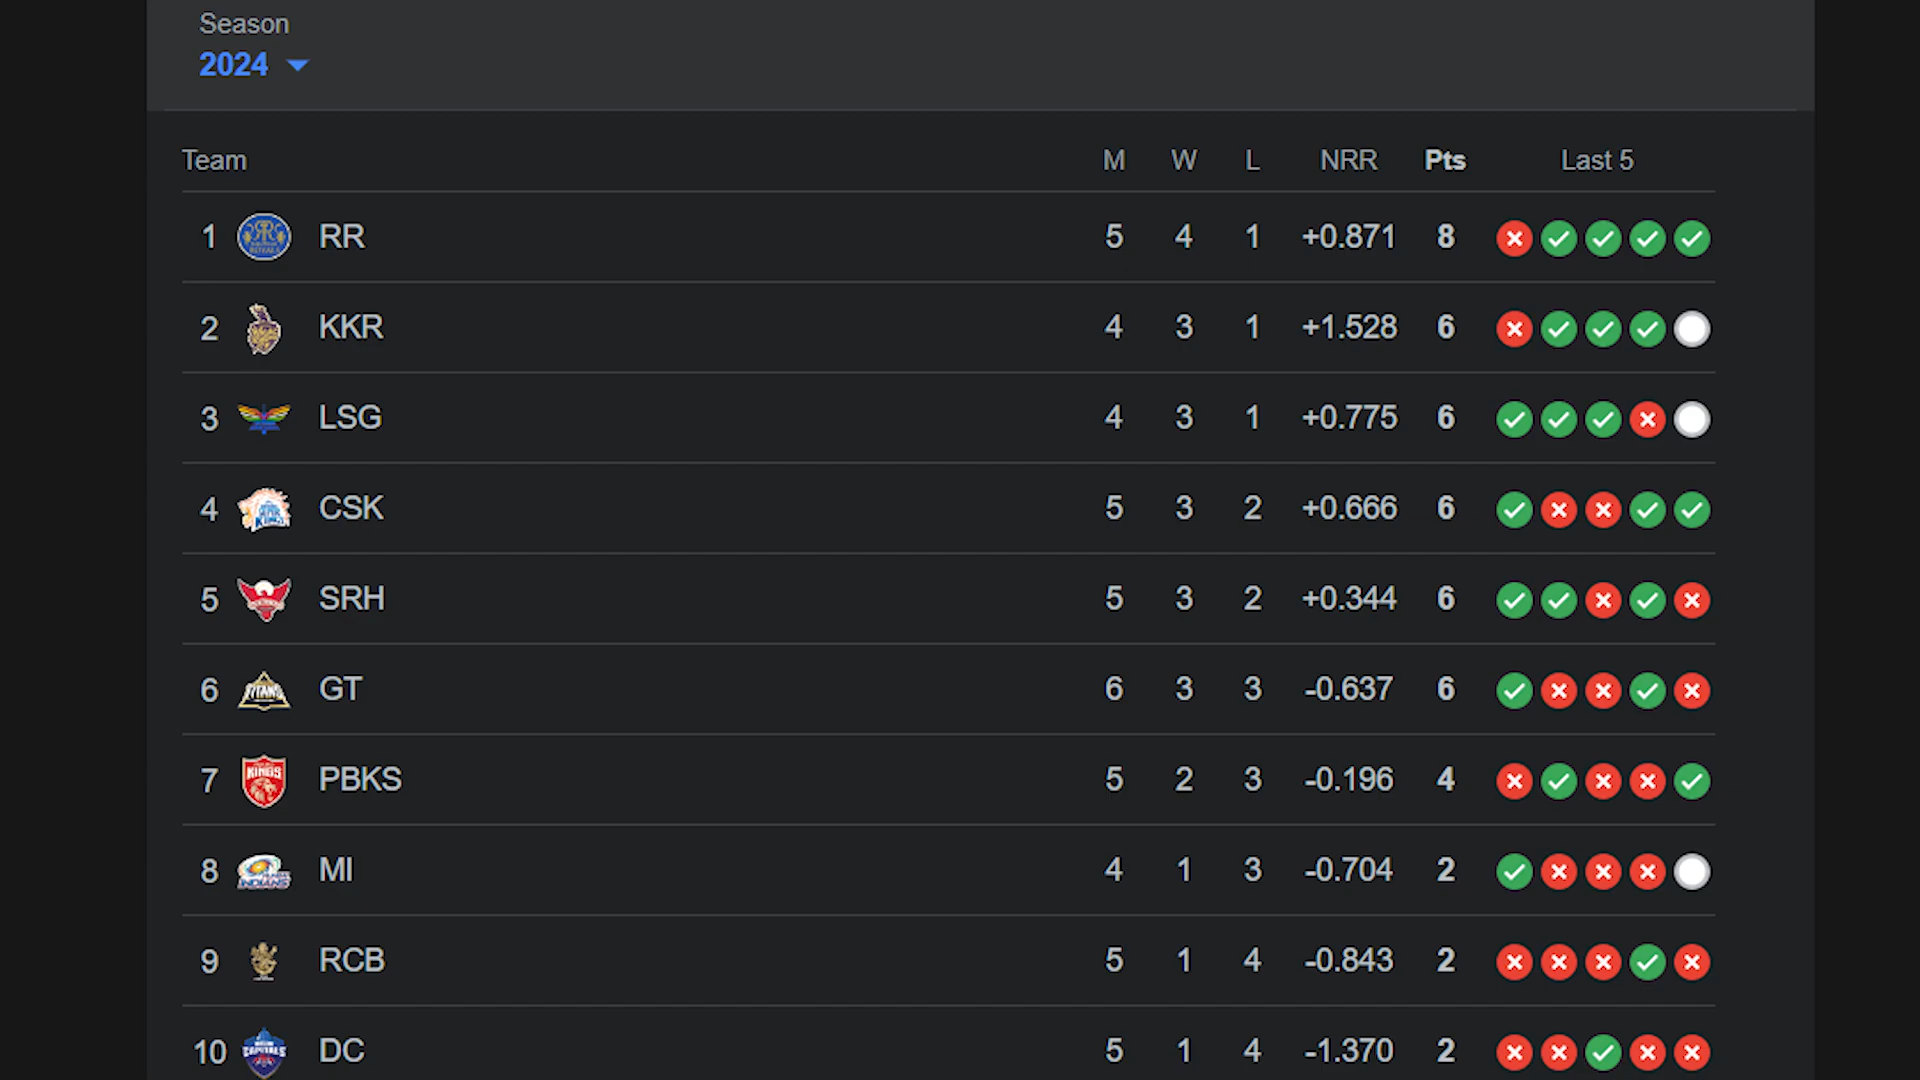 Season
2024
Team M W L NRR Pts Last 5
1 RR 5 4 1 +0.871 8
2 KKR 4 3 1 +1.528 6
3 LSG 4 3 1 +0.775 6
4 CSK 5 3 2 +0.666 6
5 SRH 5 3 2 +0.344 6
6 TITANS GT 6 3 3 -0.637 6
7 KINGS PBKS 5 2 3 -0.196 4
8 INDIANS MI 4 1 3 -0.704 2
9 RCB 5 1 4 -0.843 2
10 CAPITALS DC 5 1 4 -1.370 2